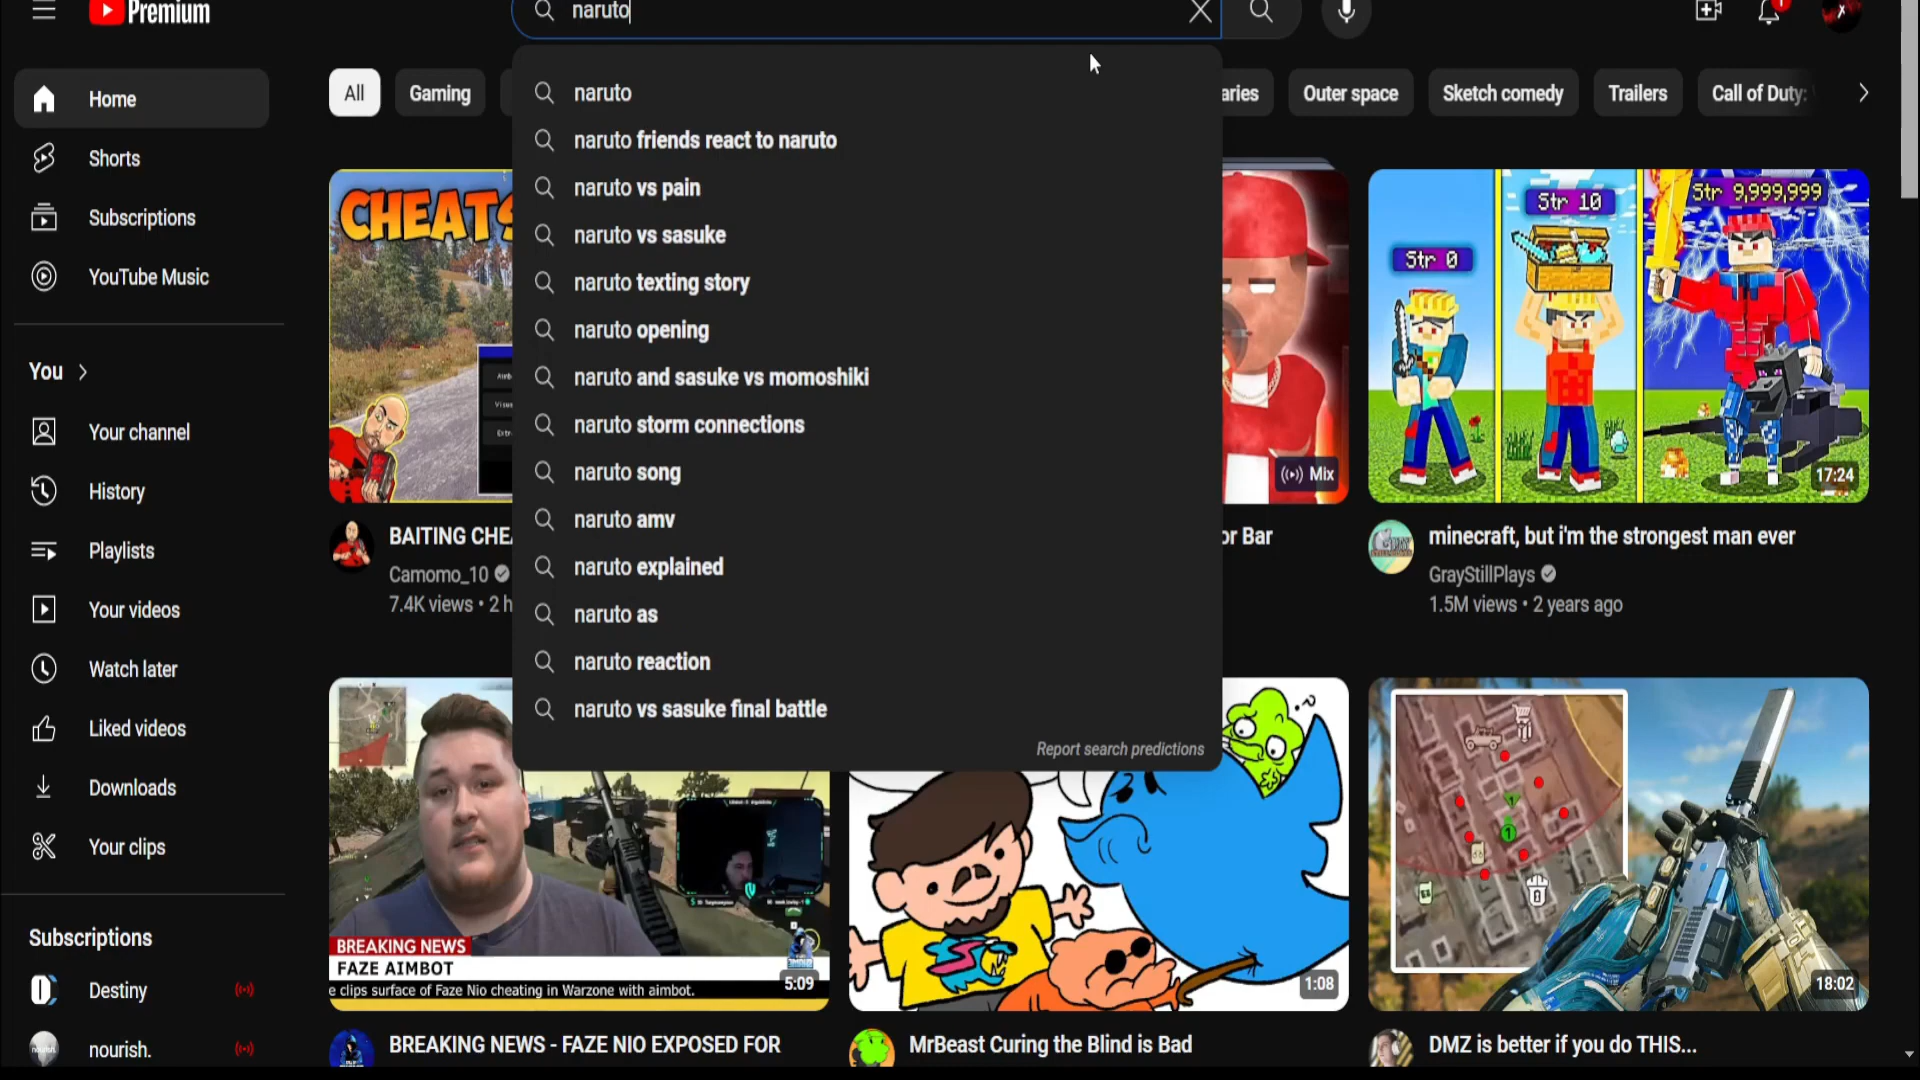 Premium
naruto
1
Home
Shorts
Subscriptions
YouTube Music
You
Your channel
History
Playlists
Your videos
Watch later
Liked videos
Downloads
Your clips
Subscriptions
Destiny
nourish.
All
Gaming
aries
Outer space
Sketch comedy
Trailers
Call of Duty:
naruto
naruto friends react to naruto
naruto vs pain
naruto vs sasuke
naruto texting story
naruto opening
naruto and sasuke vs momoshiki
naruto storm connections
naruto song
naruto amv
naruto explained
naruto as
naruto reaction
naruto vs sasuke final battle
Report search predictions
CHEATS
BAITING CHE
Camomo_10
7.4K views • 2 h
Mix
or Bar
Str 0
Str 10
Str 9,999,999
17:24
minecraft, but i'm the strongest man ever
GrayStillPlays
1.5M views • 2 years ago
BREAKING NEWS
FAZE AIMBOT
e clips surface of Faze Nio cheating in Warzone with aimbot.
5:09
BREAKING NEWS - FAZE NIO EXPOSED FOR
1:08
MrBeast Curing the Blind is Bad
1
18:02
DMZ is better if you do THIS...